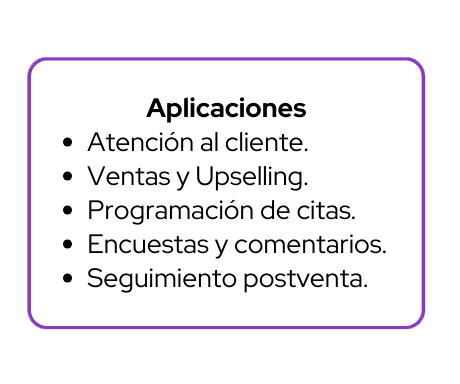 Aplicaciones
• Atención al cliente.
• Ventas y Upselling.
• Programación de citas.
• Encuestas y comentarios.
• Seguimiento postventa.